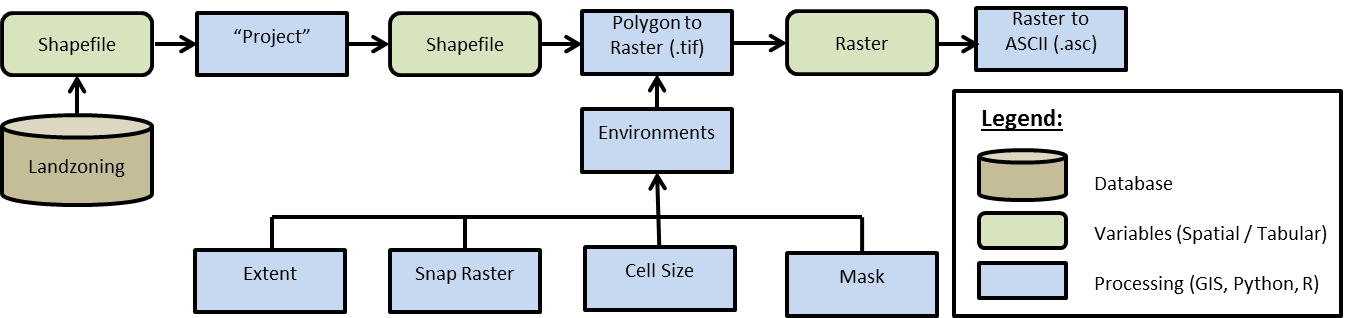 Shapefile
“Project”
Shapefile
Polygon to
Raster (.tif)
Raster
Raster to
ASCII (.asc)
Landzoning
Environments
Extent
Snap Raster
Cell Size
Mask
Legend:
Database
Variables (Spatial / Tabular)
Processing (GIS, Python, R)